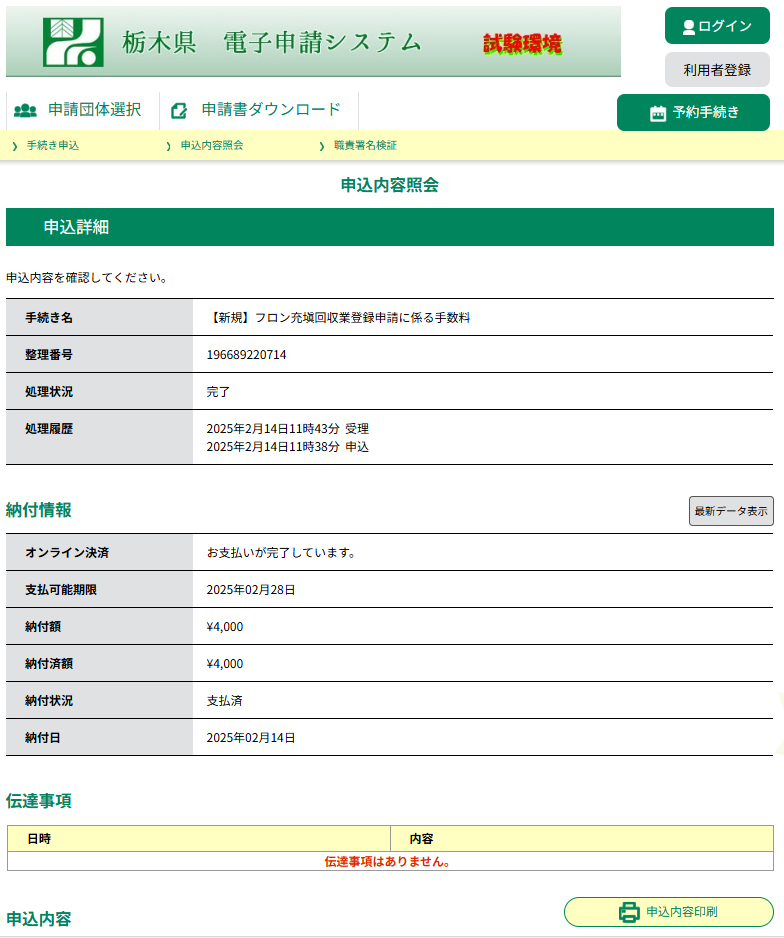 栃木県　電子申請システム
試験環境
ログイン
利用者登録
申請団体選択
申請書ダウンロード
予約手続き
手続き申込
申込内容照会
職責署名検証
申込内容照会
申込詳細
申込内容を確認してください。
手続き名 【新規】フロン充塡回収業登録申請に係る手数料
整理番号 196689220714
処理状況 完了
処理履歴 2025年2月14日11時43分 受理
2025年2月14日11時38分 申込
納付情報
最新データ表示
オンライン決済 お支払いが完了しています。
支払可能期限 2025年02月28日
納付額 ¥4,000
納付済額 ¥4,000
納付状況 支払済
納付日 2025年02月14日
伝達事項
日時 内容
伝達事項はありません。
申込内容
申込内容印刷